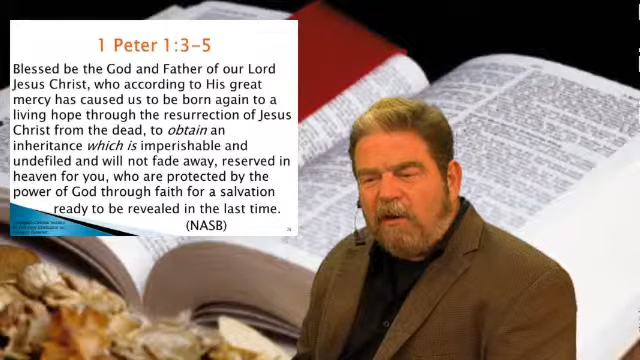 1 Peter 1:3-5
Blessed be the God and Father of our Lord
Jesus Christ, who according to His great
mercy has caused us to be born again to a
living hope through the resurrection of Jesus
Christ from the dead, to obtain an
inheritance which is imperishable and
undefiled and will not fade away, reserved in
heaven for you, who are protected by the
power of God through faith for a salvation
ready to be revealed in the last time.
(NASB)